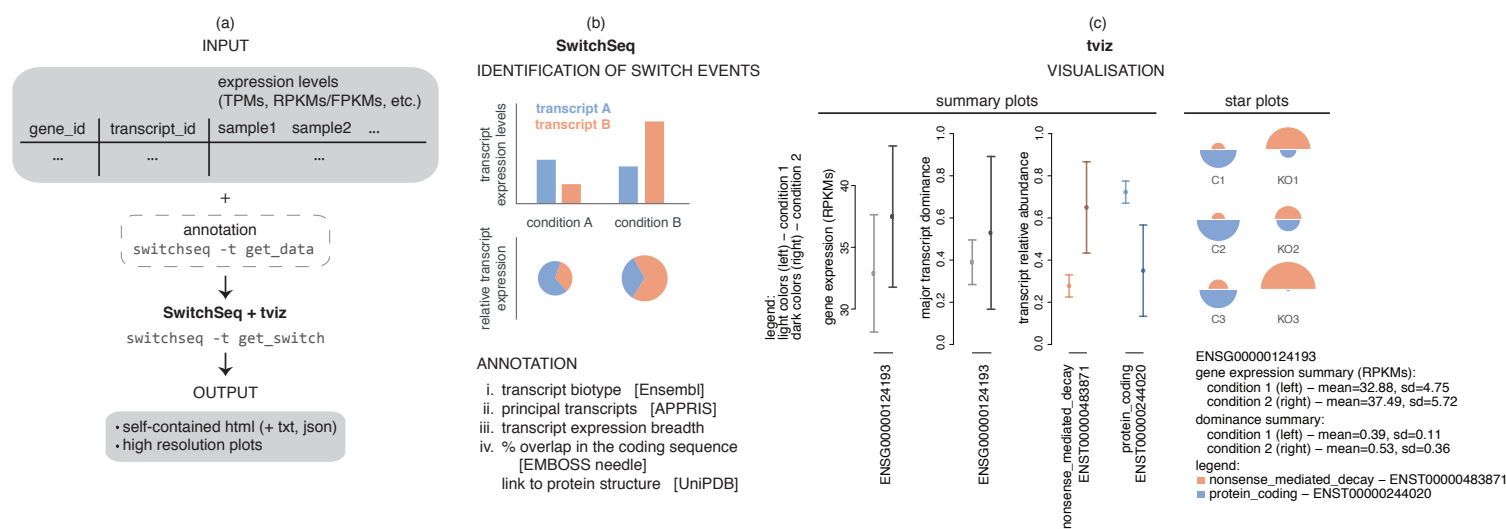 (a)
INPUT
expression levels
(TPMs, RPKMs/FPKMs, etc.)
gene_id transcript_id sample1 sample2 ...
... ... ...
+
annotation
switchseq -t get_data
SwitchSeq + tviz
switchseq -t get_switch
OUTPUT
• self-contained html (+ txt, json)
• high resolution plots
(b)
SwitchSeq
IDENTIFICATION OF SWITCH EVENTS
transcript
expression levels
transcript A
transcript B
condition A condition B
relative transcript
expression
ANNOTATION
i. transcript biotype [Ensembl]
ii. principal transcripts [APPRIS]
iii. transcript expression breadth
iv. % overlap in the coding sequence
[EMBOSS needle]
link to protein structure [UniPDB]
(c)
tviz
VISUALISATION
summary plots
legend:
light colors (left) – condition 1
dark colors (right) – condition 2
gene expression (RPKMs)
30 35 40
ENSG00000124193
major transcript dominance
0.0 0.2 0.4 0.6 0.8 1.0
ENSG00000124193
transcript relative abundance
0.0 0.2 0.4 0.6 0.8 1.0
nonsense_mediated_decay
ENST00000483871
protein_coding
ENST00000244020
star plots
C1 KO1
C2 KO2
C3 KO3
ENSG00000124193
gene expression summary (RPKMs):
condition 1 (left) – mean=32.88, sd=4.75
condition 2 (right) – mean=37.49, sd=5.72
dominance summary:
condition 1 (left) – mean=0.39, sd=0.11
condition 2 (right) – mean=0.53, sd=0.36
legend:
nonsense_mediated_decay – ENST00000483871
protein_coding – ENST00000244020